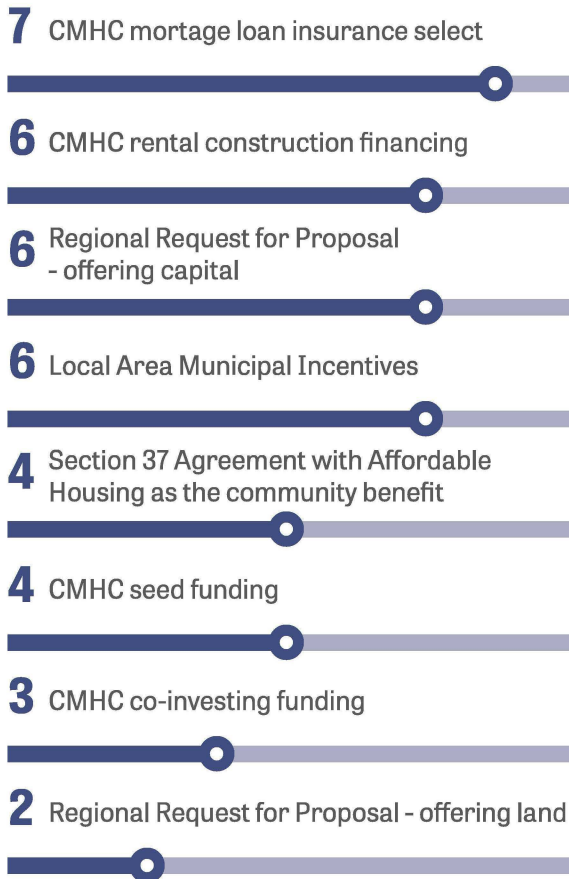 7 CMHC mortage loan insurance select
6 CMHC rental construction financing
6 Regional Request for Proposal
- offering capital
6 Local Area Municipal Incentives
4 Section 37 Agreement with Affordable
Housing as the community benefit
4 CMHC seed funding
3 CMHC co-investing funding
2 Regional Request for Proposal - offering land